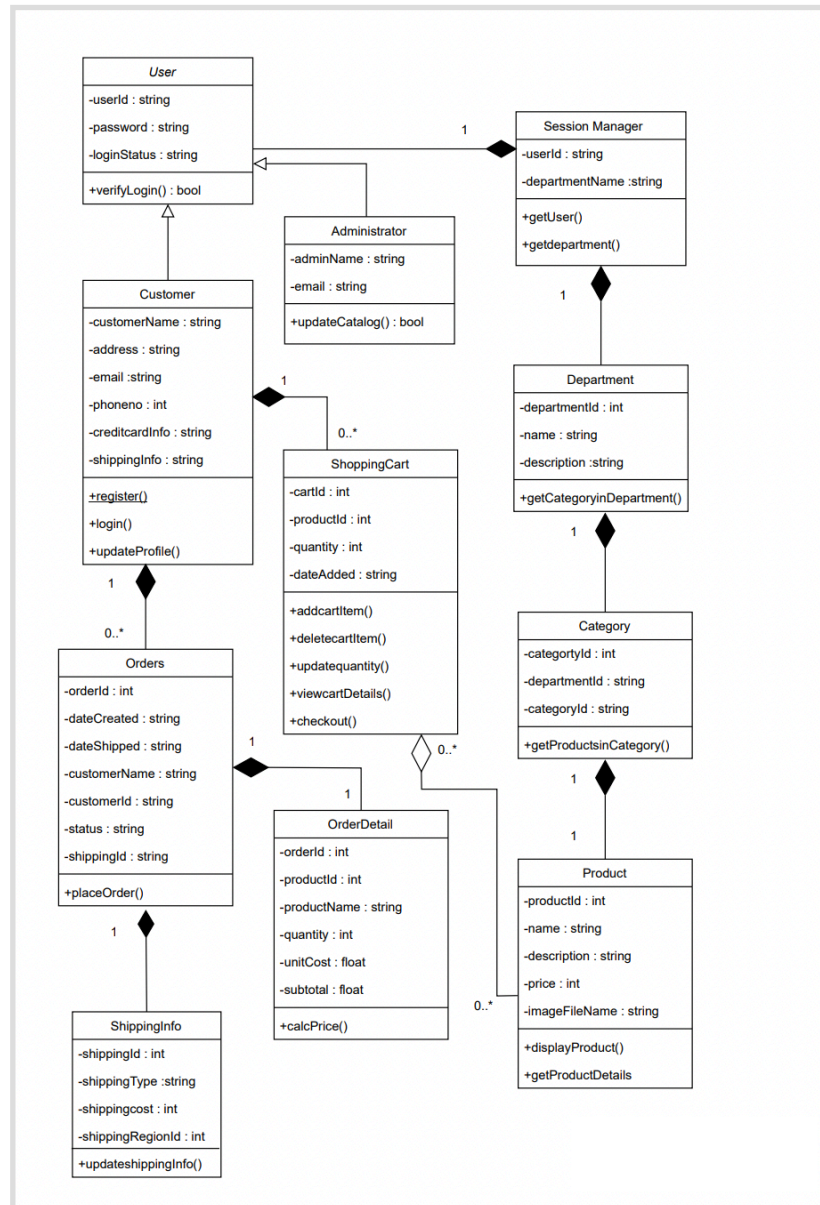 User
-userId : string
-password : string
-loginStatus : string
+verifyLogin() : bool
1
Session Manager
-userId : string
-departmentName :string
+getUser()
+getdepartment()
Administrator
-adminName : string
-email : string
+updateCatalog() : bool
1
Customer
-customerName : string
-address : string
-email :string
-phoneno : int
-creditcardInfo : string
-shippingInfo : string
+register()
+login()
+updateProfile()
1
0..*
Department
-departmentId : int
-name : string
-description :string
+getCategoryinDepartment()
1
ShoppingCart
-cartId : int
-productId : int
-quantity : int
-dateAdded : string
+addcartItem()
+deletecartItem()
+updatequantity()
+viewcartDetails()
+checkout()
0..*
1
0..*
Category
-categortyId : int
-departmentId : string
-categoryId : string
+getProductsinCategory()
1
1
Orders
-orderId : int
-dateCreated : string
-dateShipped : string
-customerName : string
-customerId : string
-status : string
-shippingId : string
+placeOrder()
1
1
OrderDetail
-orderId : int
-productId : int
-productName : string
-quantity : int
-unitCost : float
-subtotal : float
+calcPrice()
Product
-productId : int
-name : string
-description : string
-price : int
-imageFileName : string
+displayProduct()
+getProductDetails
0..*
1
ShippingInfo
-shippingId : int
-shippingType :string
-shippingcost : int
-shippingRegionId : int
+updateshippingInfo()